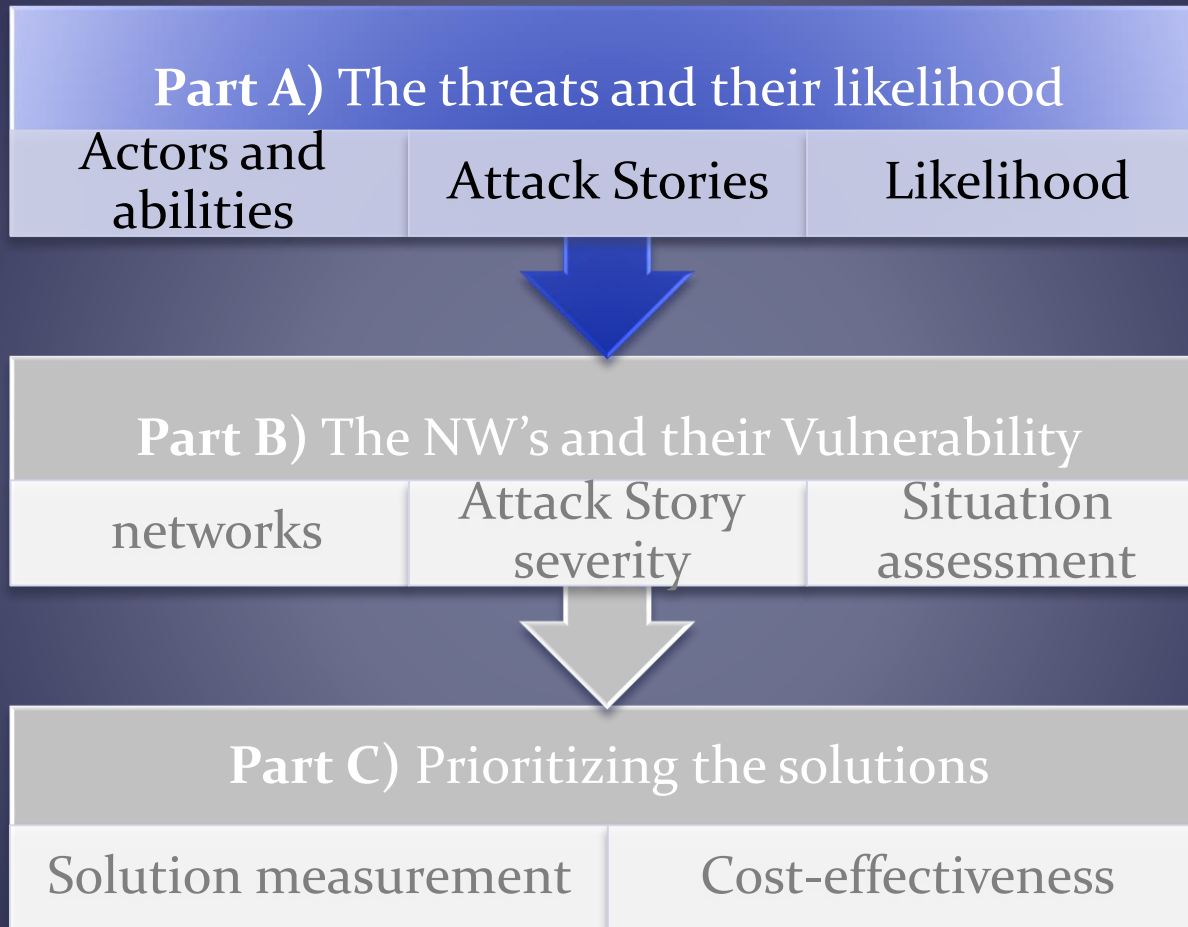 Part A) The threats and their likelihood
Actors and
abilities
Attack Stories
Likelihood
Part B) The NW’s and their Vulnerability
networks
Attack Story
severity
Situation
assessment
Part C) Prioritizing the solutions
Solution measurement
Cost-effectiveness